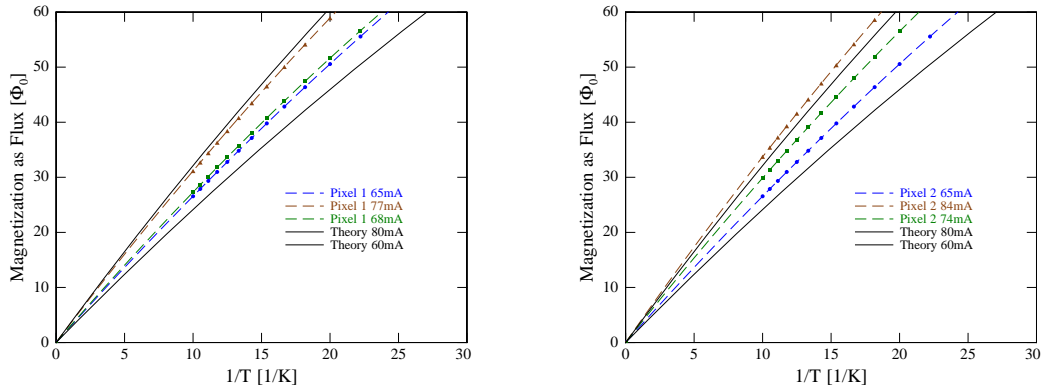 60
50
40
30
20
10
0
Magnetization as Flux [Φ₀]
Pixel 1 65mA
Pixel 1 77mA
Pixel 1 68mA
Theory 80mA
Theory 60mA
0 5 10 15 20 25 30
1/T [1/K]
60
50
40
30
20
10
0
Magnetization as Flux [Φ₀]
Pixel 2 65mA
Pixel 2 84mA
Pixel 2 74mA
Theory 80mA
Theory 60mA
0 5 10 15 20 25 30
1/T [1/K]